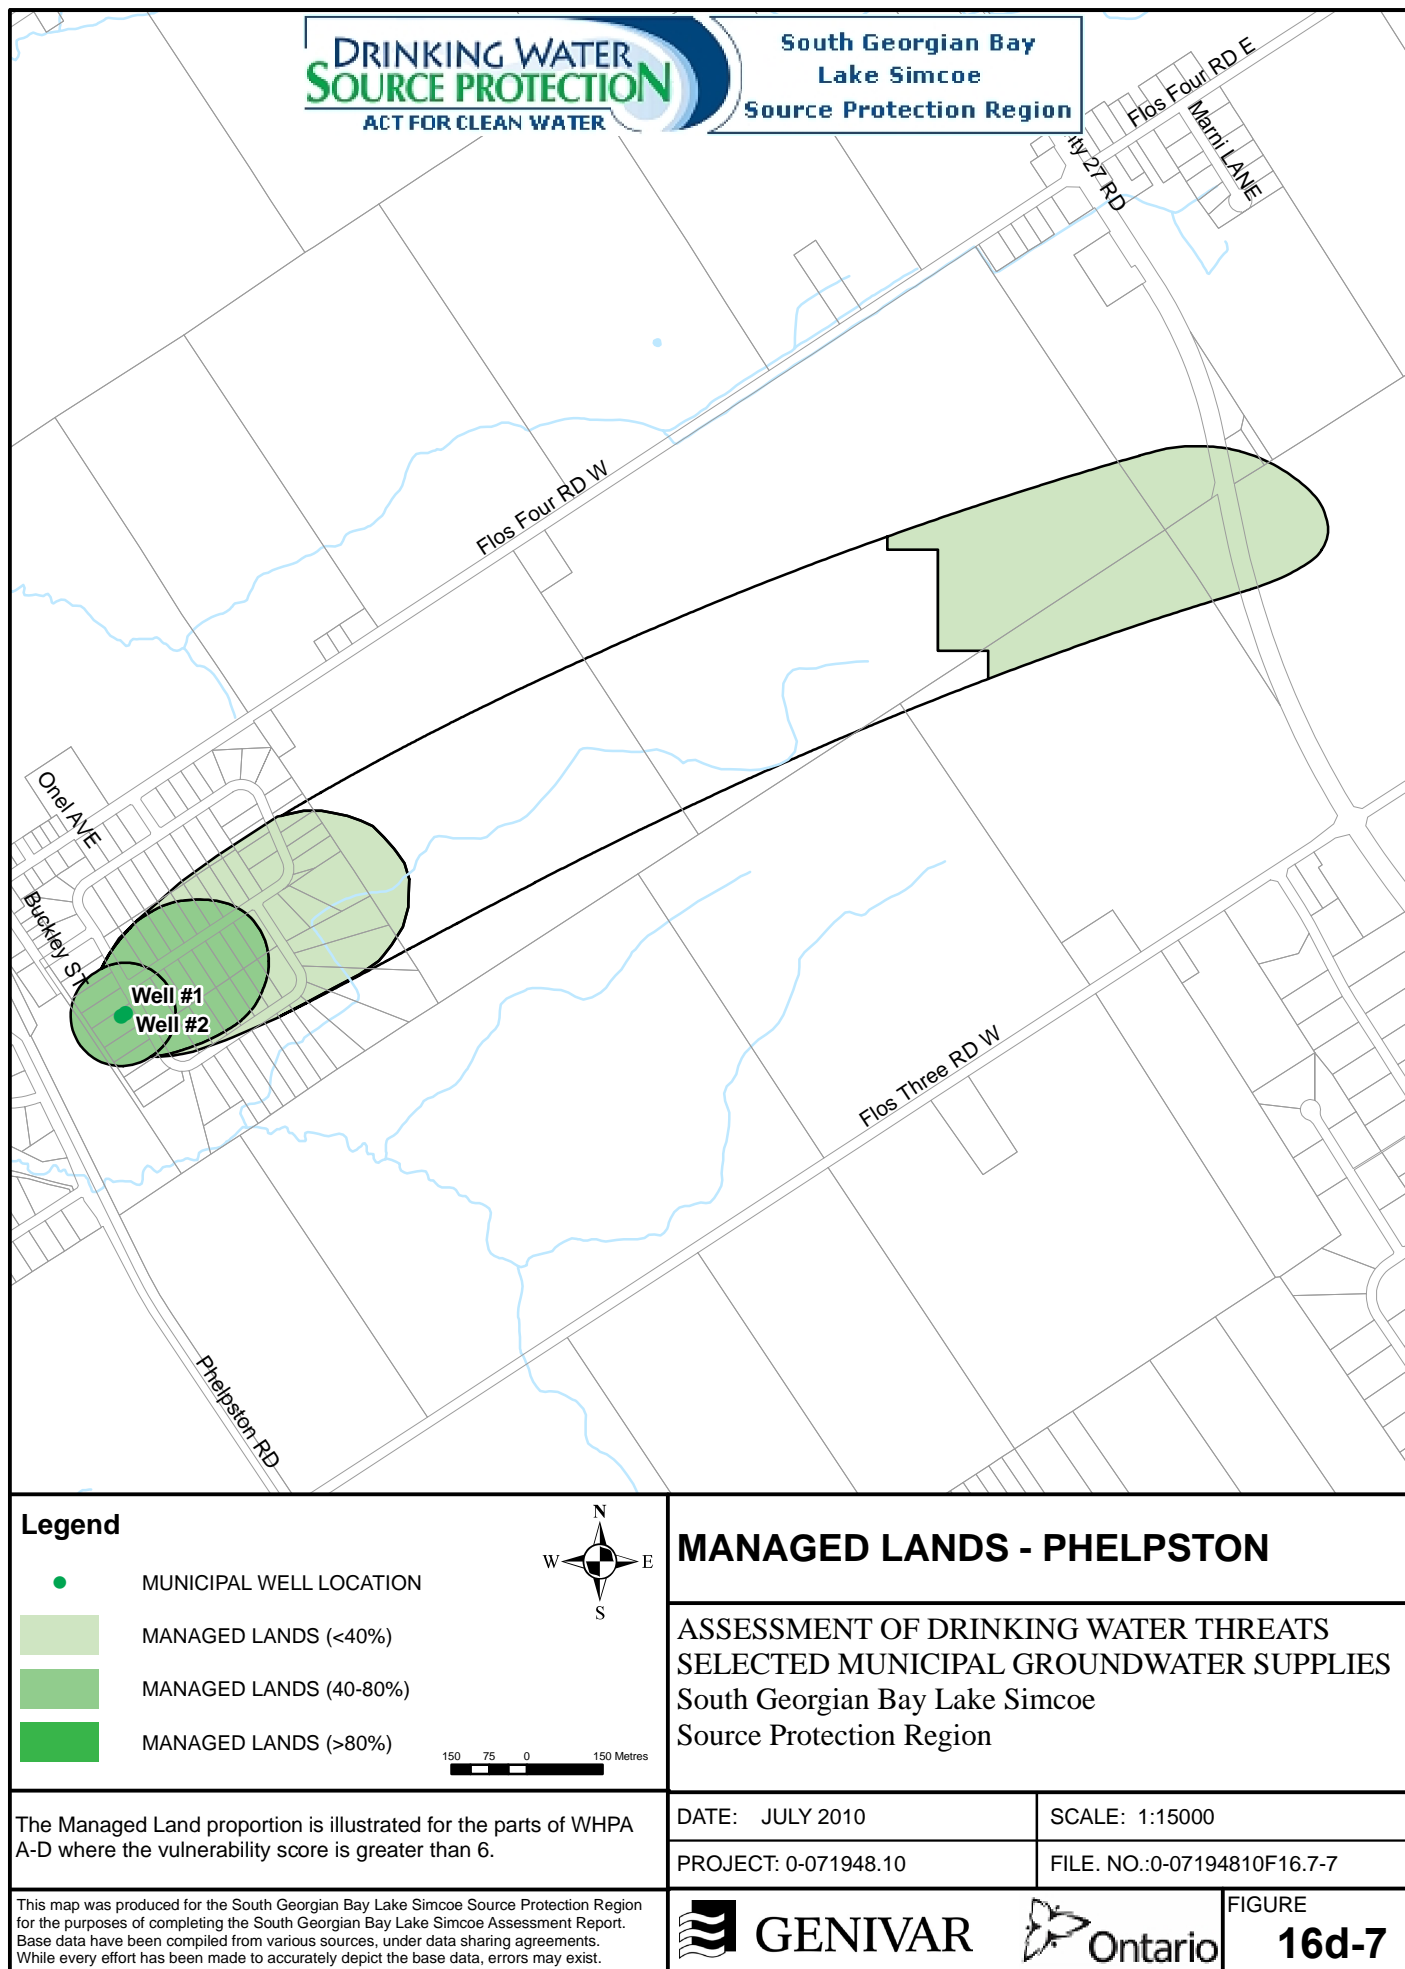 DRINKING WATER
SOURCE PROTECTION
ACT FOR CLEAN WATER
South Georgian Bay
Lake Simcoe
Source Protection Region
Flos Four RD E
Marni LANE
27 RD
Flos Four RD W
Onel AVE
Buckley ST
Well #1
Well #2
Flos Three RD W
Phelpston RD
Legend
MUNICIPAL WELL LOCATION
MANAGED LANDS (<40%)
MANAGED LANDS (40-80%)
MANAGED LANDS (>80%)
N
W E
S
150 75 0 150 Metres
The Managed Land proportion is illustrated for the parts of WHPA
A-D where the vulnerability score is greater than 6.
This map was produced for the South Georgian Bay Lake Simcoe Source Protection Region
for the purposes of completing the South Georgian Bay Lake Simcoe Assessment Report.
Base data have been compiled from various sources, under data sharing agreements.
While every effort has been made to accurately depict the base data, errors may exist.
MANAGED LANDS - PHELPSTON
ASSESSMENT OF DRINKING WATER THREATS
SELECTED MUNICIPAL GROUNDWATER SUPPLIES
South Georgian Bay Lake Simcoe
Source Protection Region
DATE: JULY 2010
SCALE: 1:15000
PROJECT: 0-071948.10
FILE. NO.:0-07194810F16.7-7
GENIVAR
Ontario
FIGURE
16d-7